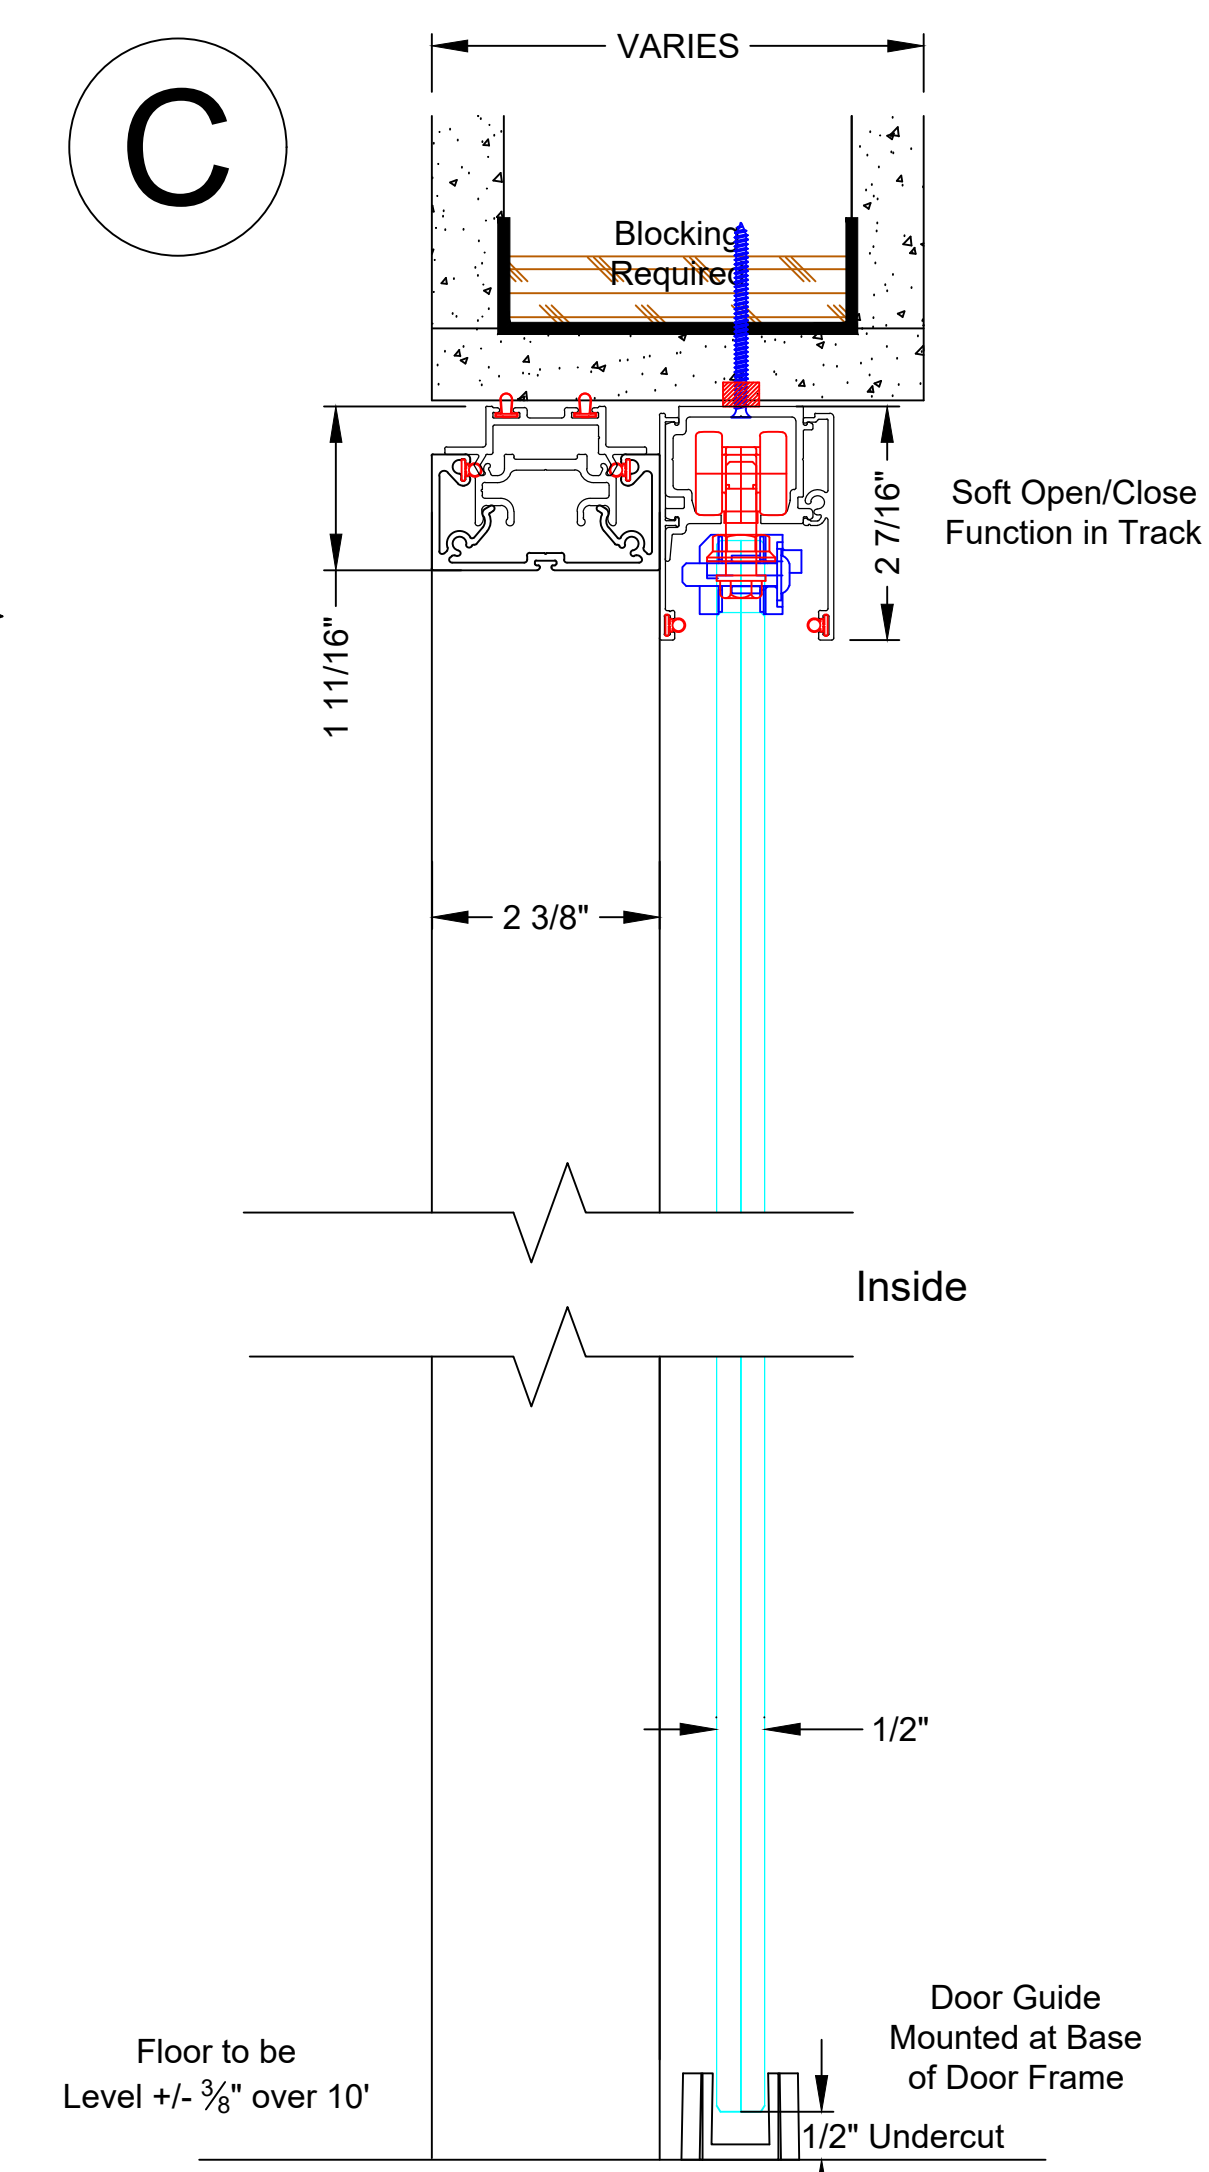 C
VARIES
Blocking
Required
2 7/16"
Soft Open/Close
Function in Track
1 11/16"
2 3/8"
Inside
1/2"
Door Guide
Mounted at Base
of Door Frame
Floor to be
Level +/- ⅜" over 10'
1/2" Undercut